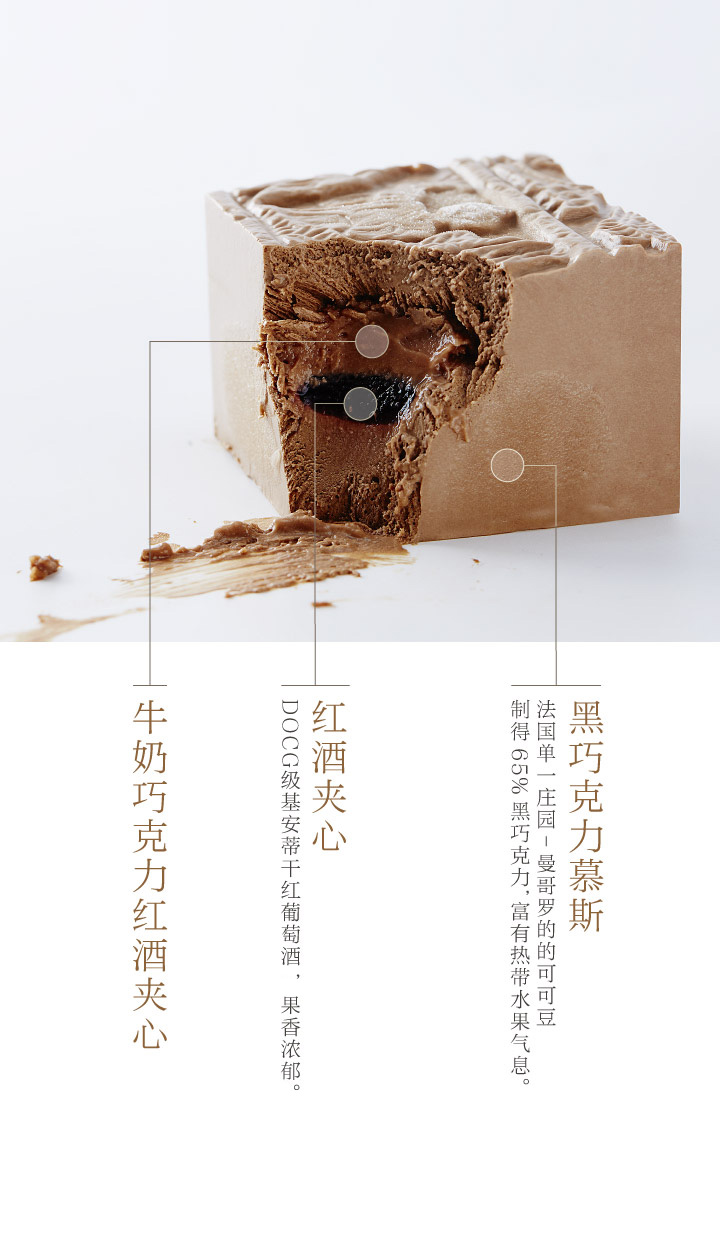 黑巧克力慕斯
法国单一庄园-曼哥罗的的可可豆
制得 65% 黑巧克力,富有热带水果气息。
红酒夹心
DOCG级基安蒂干红葡萄酒，果香浓郁。
牛奶巧克力红酒夹心